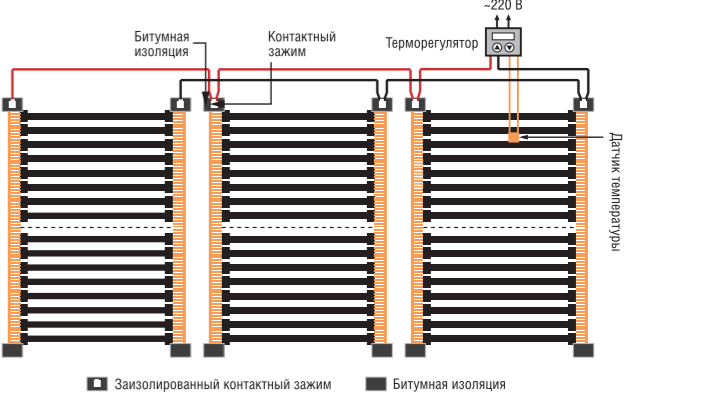 ~220 В
Битумная
изоляция
Контактный
зажим
Терморегулятор
Датчик температуры
Заизолированный контактный зажим
Битумная изоляция